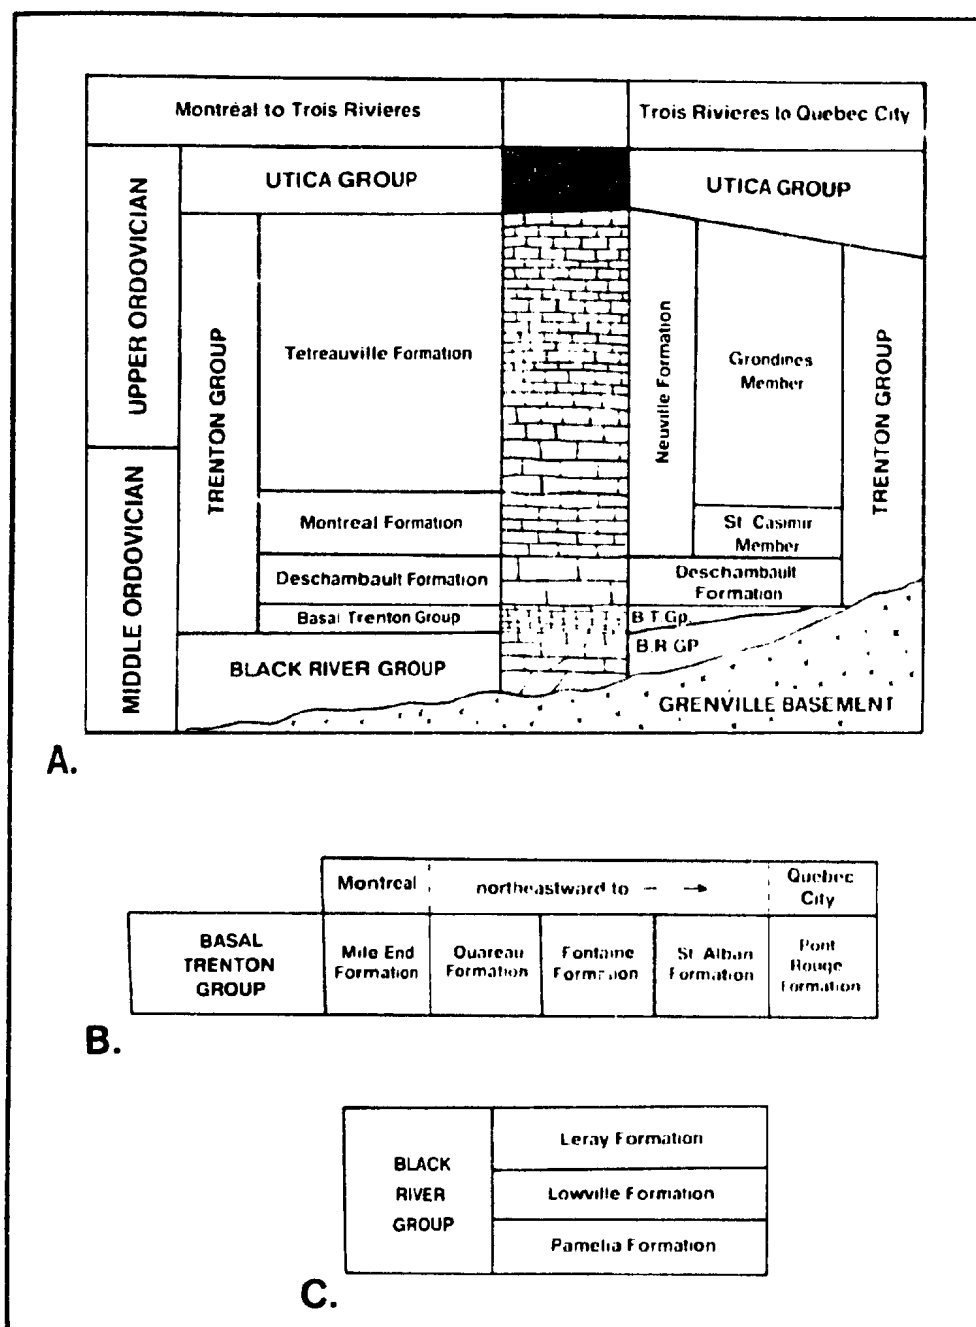 Montréal to Trois Rivieres
Trois Rivieres to Quebec City
UPPER ORDOVICIAN
MIDDLE ORDOVICIAN
UTICA GROUP
UTICA GROUP
TRENTON GROUP
Tetreauville Formation
Montreal Formation
Deschambault Formation
Basal Trenton Group
BLACK RIVER GROUP
Neuville Formation
Grondines
Member
St. Casimir
Member
TRENTON GROUP
Deschambault
Formation
B T Gp
B.R GP
GRENVILLE BASEMENT
A.
Montreal
northeastward to
Quebec
City
BASAL
TRENTON
GROUP
Mile End
Formation
Ouareau
Formation
Fontaine
Formation
St Alban
Formation
Pont
Rouge
Formation
B.
BLACK
RIVER
GROUP
Leray Formation
Lowville Formation
Pamelia Formation
C.